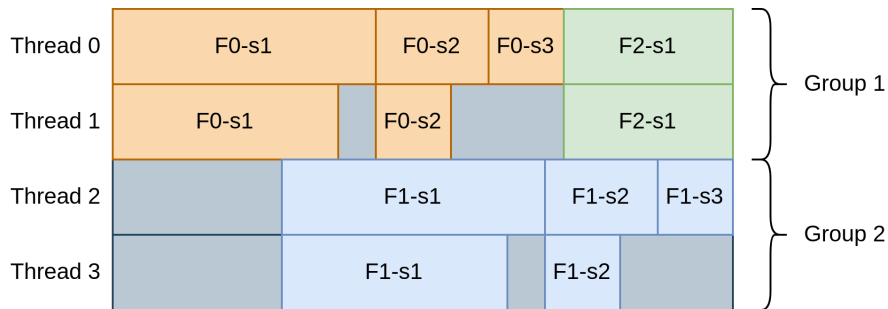 Thread 0 F0-s1 F0-s2 F0-s3 F2-s1
Group 1
Thread 1 F0-s1 F0-s2 F2-s1
Thread 2 F1-s1 F1-s2 F1-s3
Group 2
Thread 3 F1-s1 F1-s2